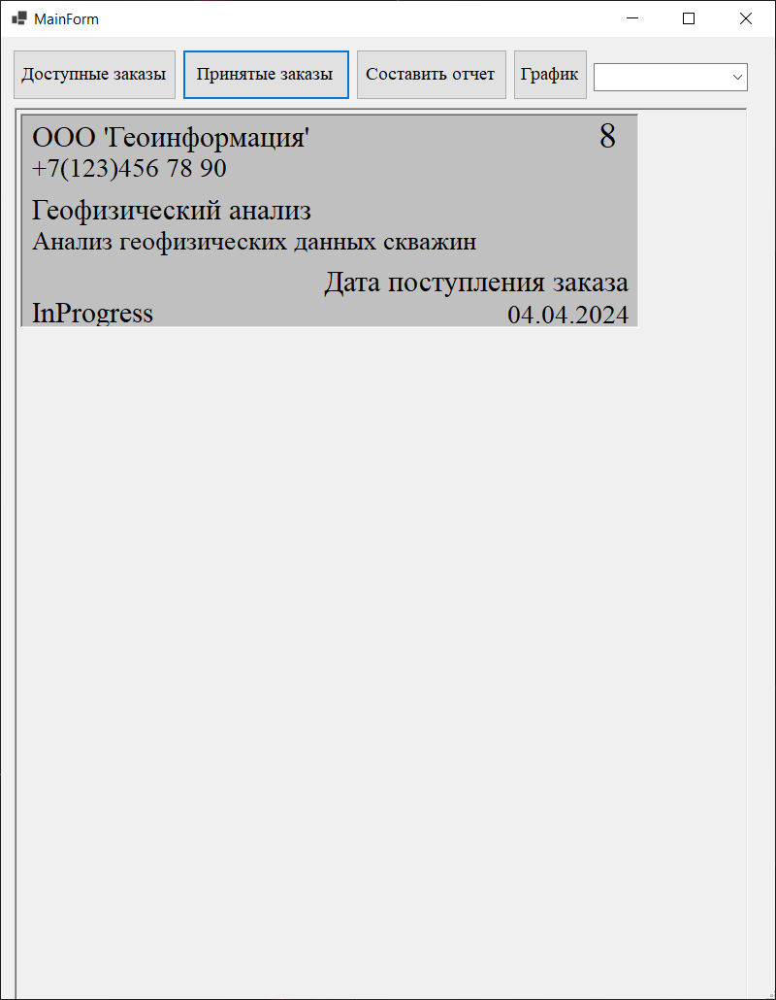 MainForm
Доступные заказы Принятые заказы Составить отчет График
ООО 'Геоинформация' 8
+7(123)456 78 90
Геофизический анализ
Анализ геофизических данных скважин
Дата поступления заказа
InProgress 04.04.2024